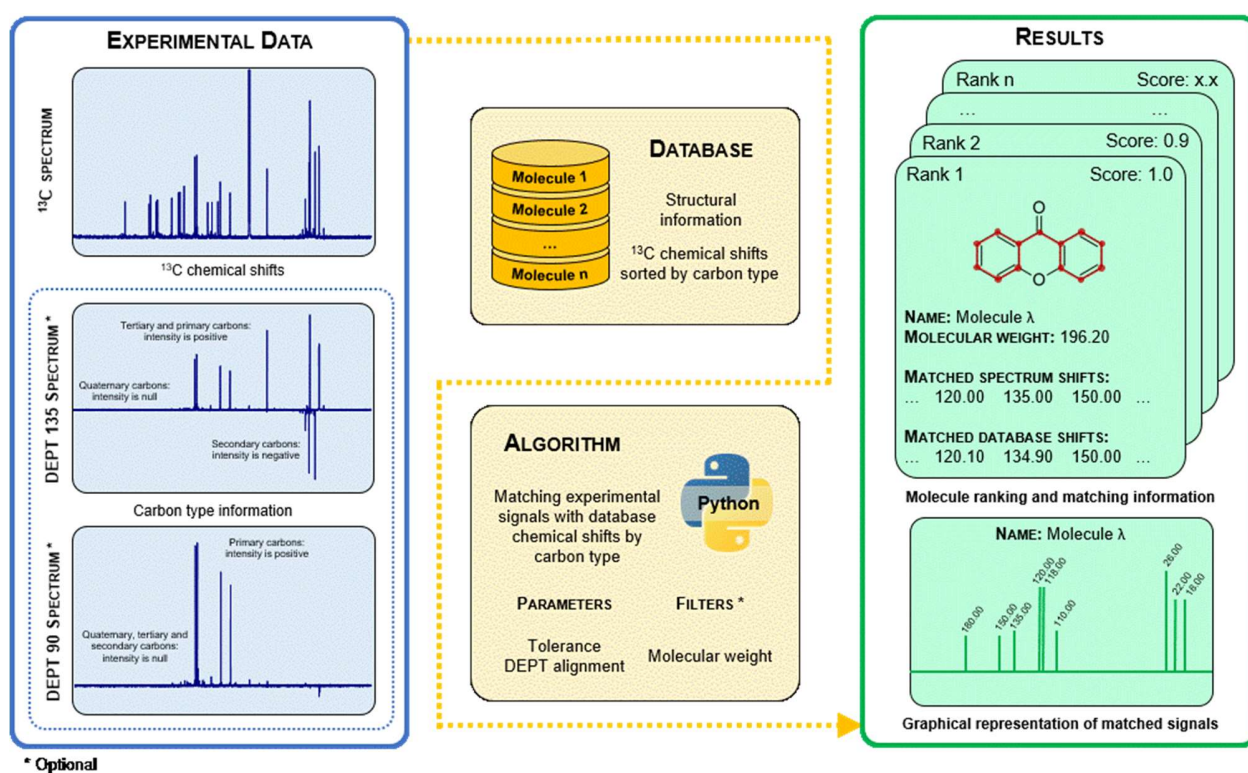 EXPERIMENTAL DATA
¹³C SPECTRUM
¹³C chemical shifts
DEPT 135 SPECTRUM *
Tertiary and primary carbons:
intensity is positive
Quaternary carbons:
intensity is null
Secondary carbons:
intensity is negative
Carbon type information
DEPT 90 SPECTRUM *
Primary carbons:
intensity is positive
Quaternary, tertiary and
secondary carbons:
intensity is null
* Optional
DATABASE
Molecule 1
Molecule 2
...
Molecule n
Structural
information
¹³C chemical shifts
sorted by carbon type
ALGORITHM
Matching experimental
signals with database
chemical shifts by
carbon type
Python
PARAMETERS
Tolerance
DEPT alignment
FILTERS *
Molecular weight
RESULTS
Rank n Score: x.x
... ...
Rank 2 Score: 0.9
Rank 1 Score: 1.0
O
O
NAME: Molecule λ
MOLECULAR WEIGHT: 196.20
MATCHED SPECTRUM SHIFTS:
... 120.00 135.00 150.00 ...
MATCHED DATABASE SHIFTS:
... 120.10 134.90 150.00 ...
Molecule ranking and matching information
NAME: Molecule λ
180.00
150.00
135.00
120.00
118.00
110.00
26.00
22.00
18.00
Graphical representation of matched signals